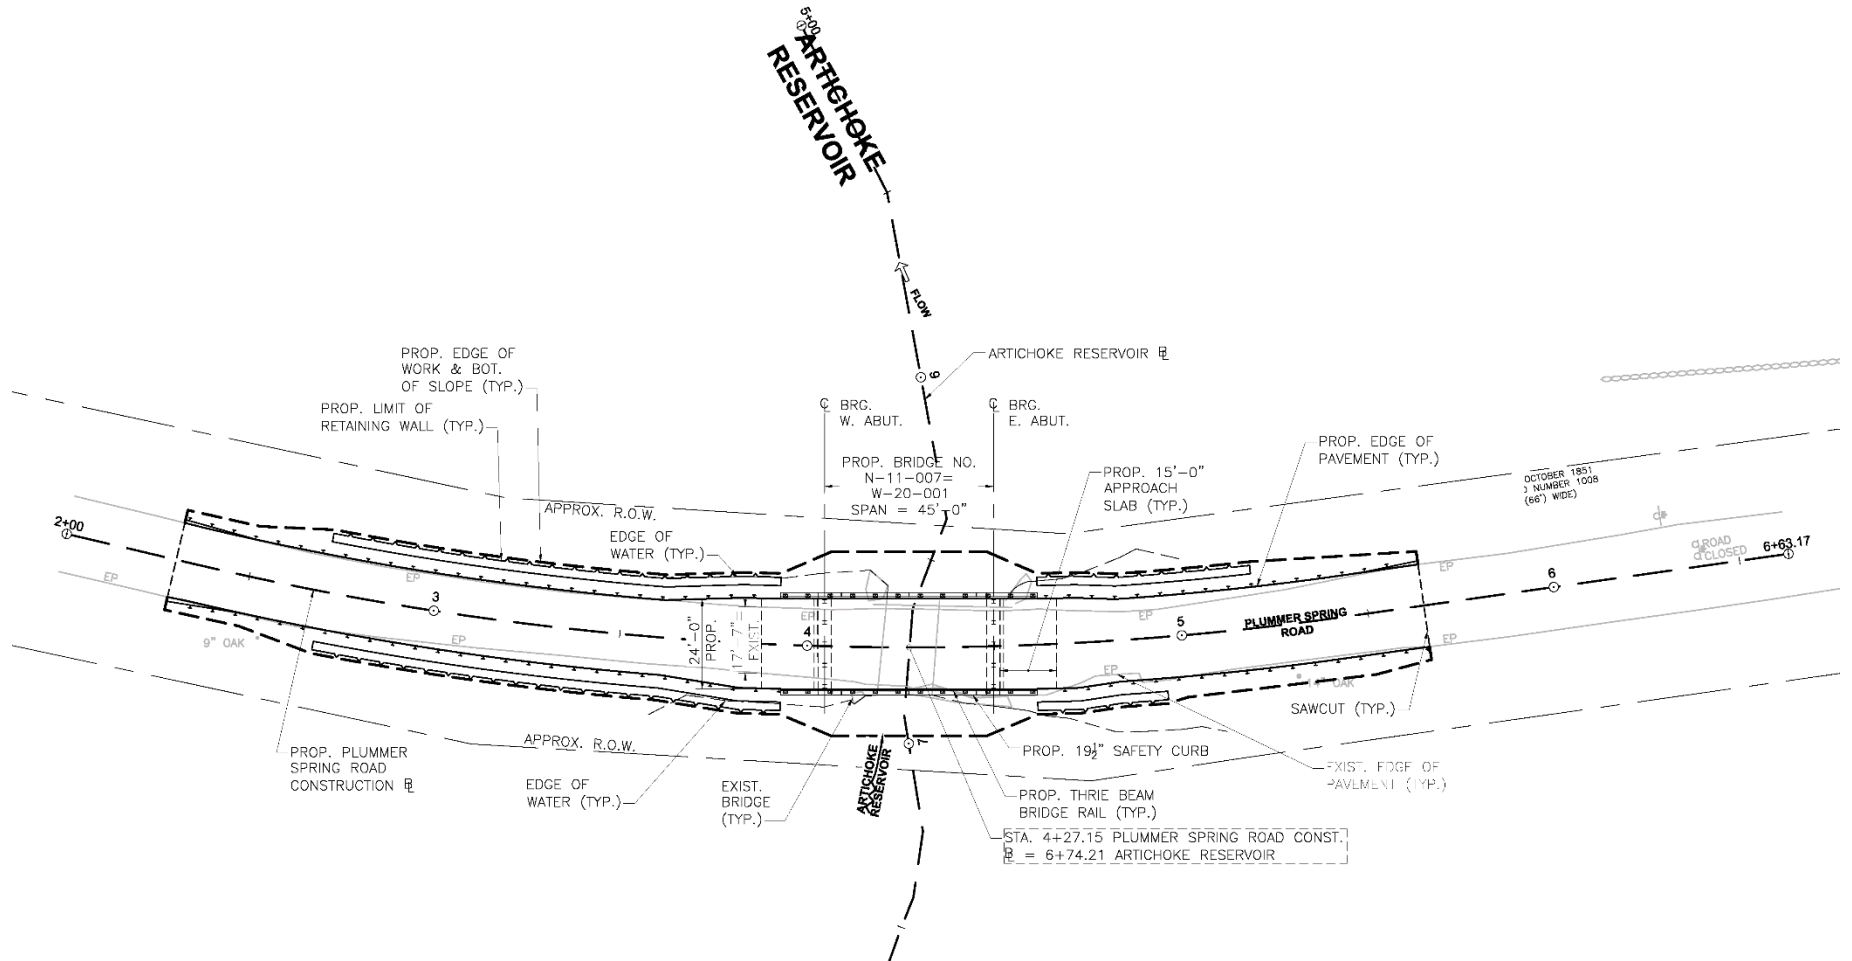 5+00
ARTICHOKE
RESERVOIR
FLOW
6
ARTICHOKE RESERVOIR ℄
PROP. EDGE OF
WORK & BOT.
OF SLOPE (TYP.)
PROP. LIMIT OF
RETAINING WALL (TYP.)
℄ BRG.
W. ABUT.
℄ BRG.
E. ABUT.
PROP. BRIDGE NO.
N-11-007=
W-20-001
SPAN = 45'-0"
PROP. 15'-0"
APPROACH
SLAB (TYP.)
PROP. EDGE OF
PAVEMENT (TYP.)
OCTOBER 1851
NUMBER 1008
(66') WIDE)
APPROX. R.O.W.
EDGE OF
WATER (TYP.)
2+00
ROAD
CLOSED
6+63.17
EP
EP
EP
3
EP
4
EP
5
6
EP
EP
EP
PLUMMER SPRING
ROAD
24'-0"
PROP.
17'-7"=
EXIST.
9" OAK
14" OAK
SAWCUT (TYP.)
APPROX. R.O.W.
7
ARTICHOKE
RESERVOIR
PROP. PLUMMER
SPRING ROAD
CONSTRUCTION ℄
EDGE OF
WATER (TYP.)
EXIST.
BRIDGE
(TYP.)
PROP. 19½" SAFETY CURB
EXIST. EDGE OF
PAVEMENT (TYP.)
PROP. THRIE BEAM
BRIDGE RAIL (TYP.)
STA. 4+27.15 PLUMMER SPRING ROAD CONST.
℄ = 6+74.21 ARTICHOKE RESERVOIR